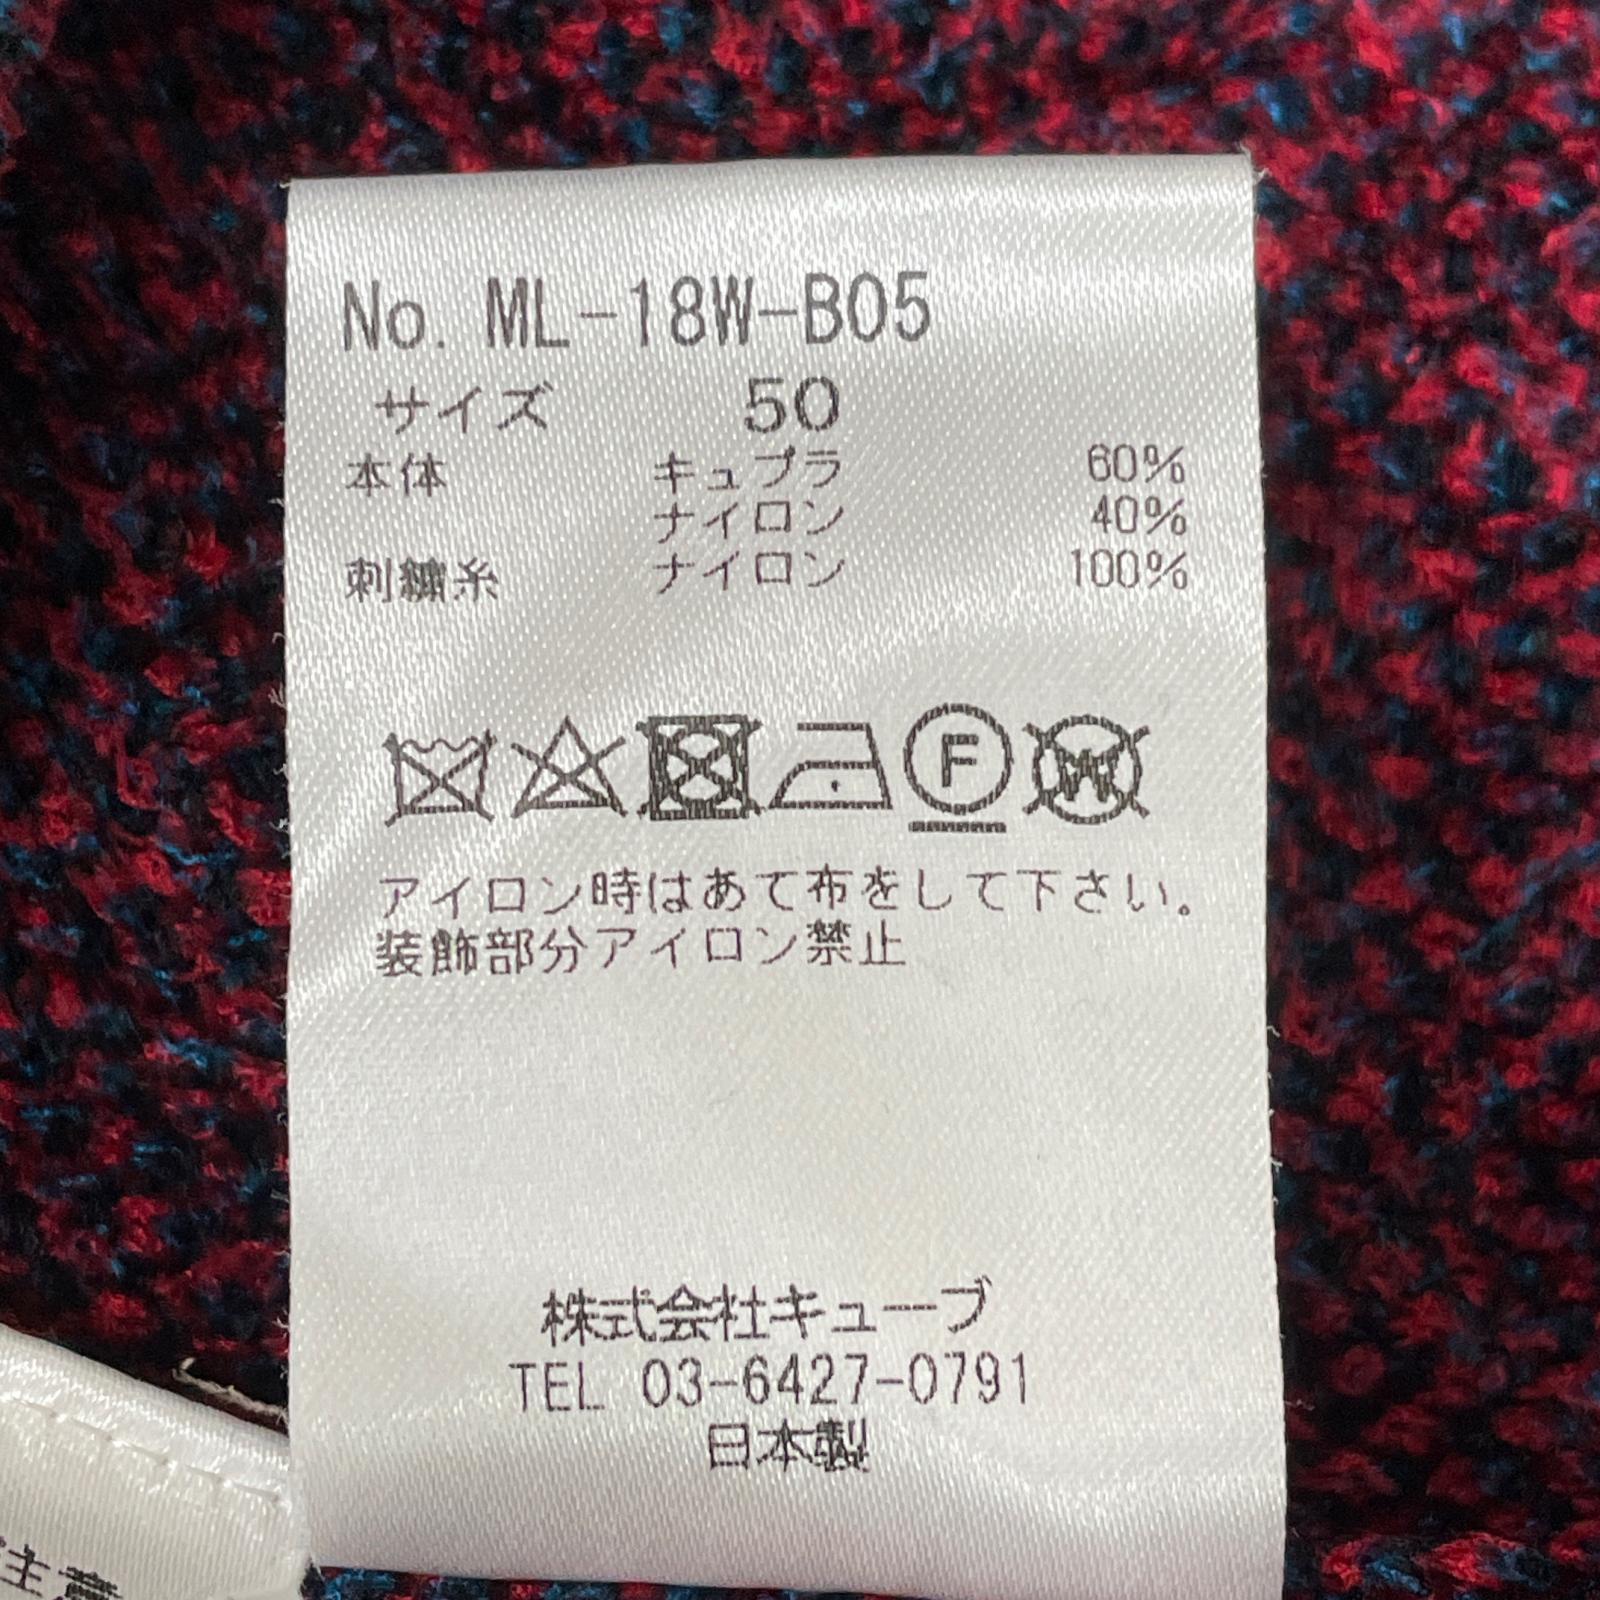 No. ML-18W-B05
サイズ 50
本体 キュプラ 60%
ナイロン 40%
刺繍糸 ナイロン 100%
F W
アイロン時はあて布をして下さい。
装飾部分アイロン禁止
株式会社キューブ
TEL 03-6427-0791
日本製
注意